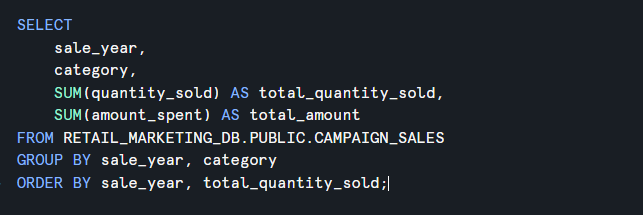 SELECT
    sale_year,
    category,
    SUM(quantity_sold) AS total_quantity_sold,
    SUM(amount_spent) AS total_amount
FROM RETAIL_MARKETING_DB.PUBLIC.CAMPAIGN_SALES
GROUP BY sale_year, category
ORDER BY sale_year, total_quantity_sold;